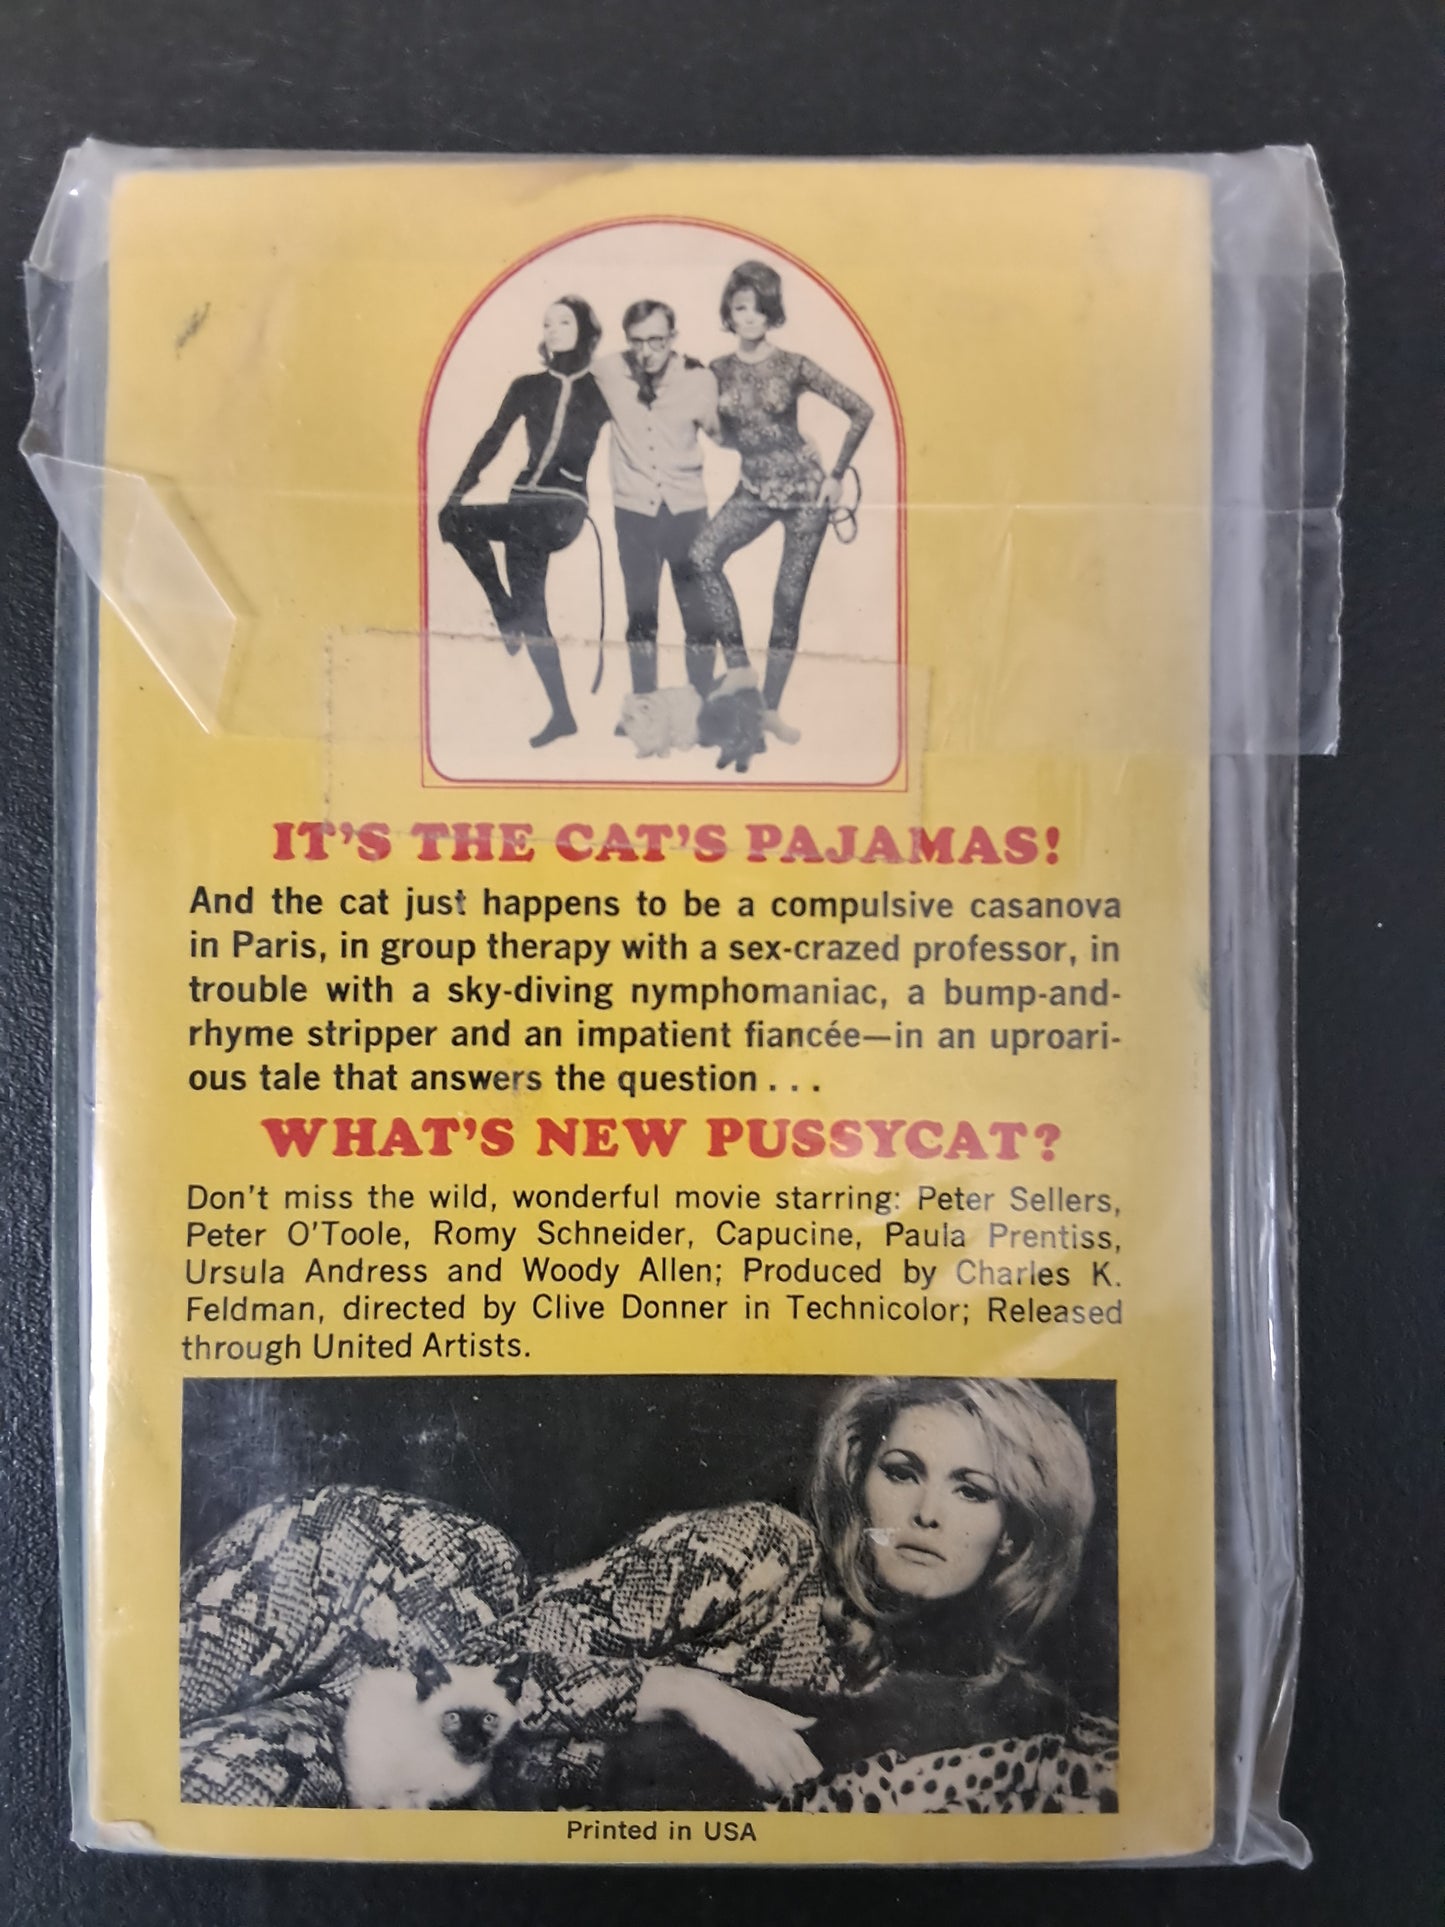 IT'S THE CAT'S PAJAMAS!
And the cat just happens to be a compulsive casanova
in Paris, in group therapy with a sex-crazed professor, in
trouble with a sky-diving nymphomaniac, a bump-and-
rhyme stripper and an impatient fiancée—in an uproari-
ous tale that answers the question . . .
WHAT'S NEW PUSSYCAT?
Don't miss the wild, wonderful movie starring: Peter Sellers,
Peter O'Toole, Romy Schneider, Capucine, Paula Prentiss,
Ursula Andress and Woody Allen; Produced by Charles K.
Feldman, directed by Clive Donner in Technicolor; Released
through United Artists.
Printed in USA